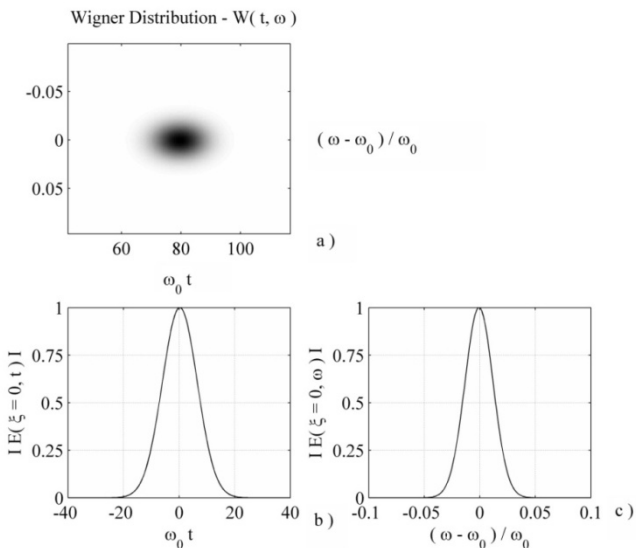 Wigner Distribution - W( t, ω )
-0.05
0
0.05
( ω - ω₀ ) / ω₀
60 80 100
ω₀ t
a )
1
0.75
0.5
0.25
0
I E( ξ = 0, t ) I
-40 -20 0 20 40
ω₀ t
b )
1
0.75
0.5
0.25
0
I E( ξ = 0, ω ) I
-0.1 -0.05 0 0.05 0.1
( ω - ω₀ ) / ω₀
c )